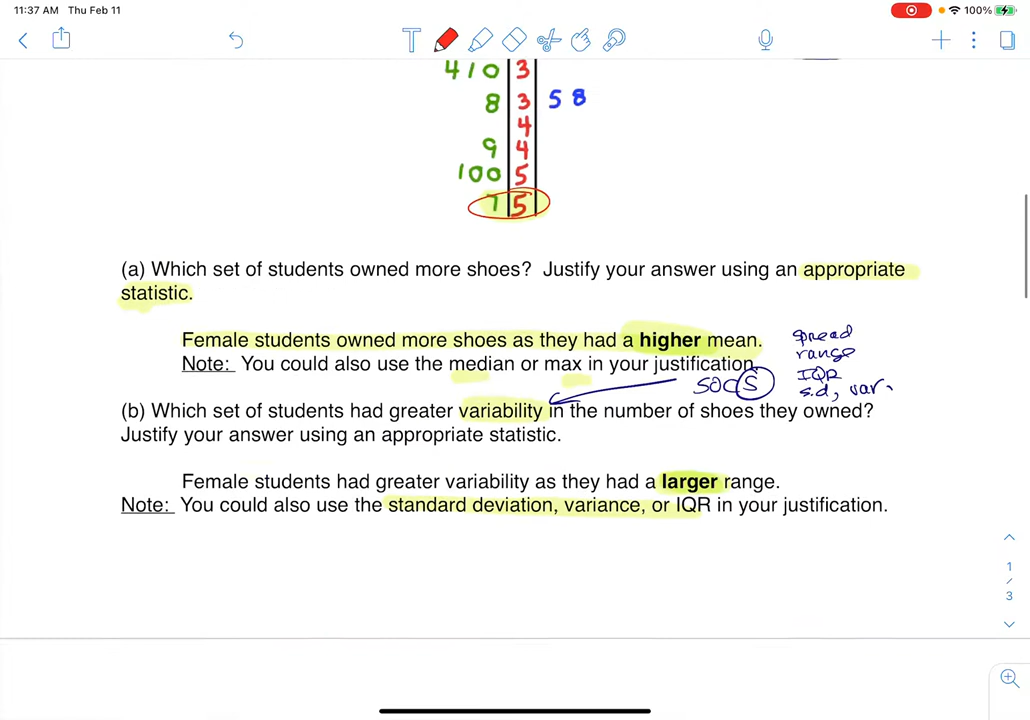 11:37 AM Thu Feb 11
100%
T
4 1 0 3
8 3 5 8
4
9 4
1 0 0 5
7 5
(a) Which set of students owned more shoes? Justify your answer using an appropriate
statistic.
Female students owned more shoes as they had a higher mean.
Note: You could also use the median or max in your justification.
spread
range
IQR
s.d, var.
SOCS
(b) Which set of students had greater variability in the number of shoes they owned?
Justify your answer using an appropriate statistic.
Female students had greater variability as they had a larger range.
Note: You could also use the standard deviation, variance, or IQR in your justification.
1
/
3